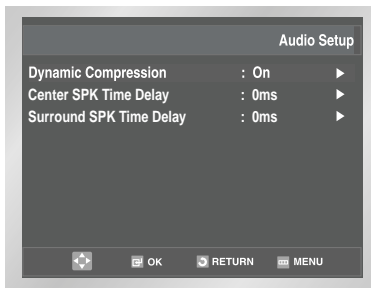 Audio Setup
Dynamic Compression : On ►
Center SPK Time Delay : 0ms ►
Surround SPK Time Delay : 0ms ►
OK RETURN MENU